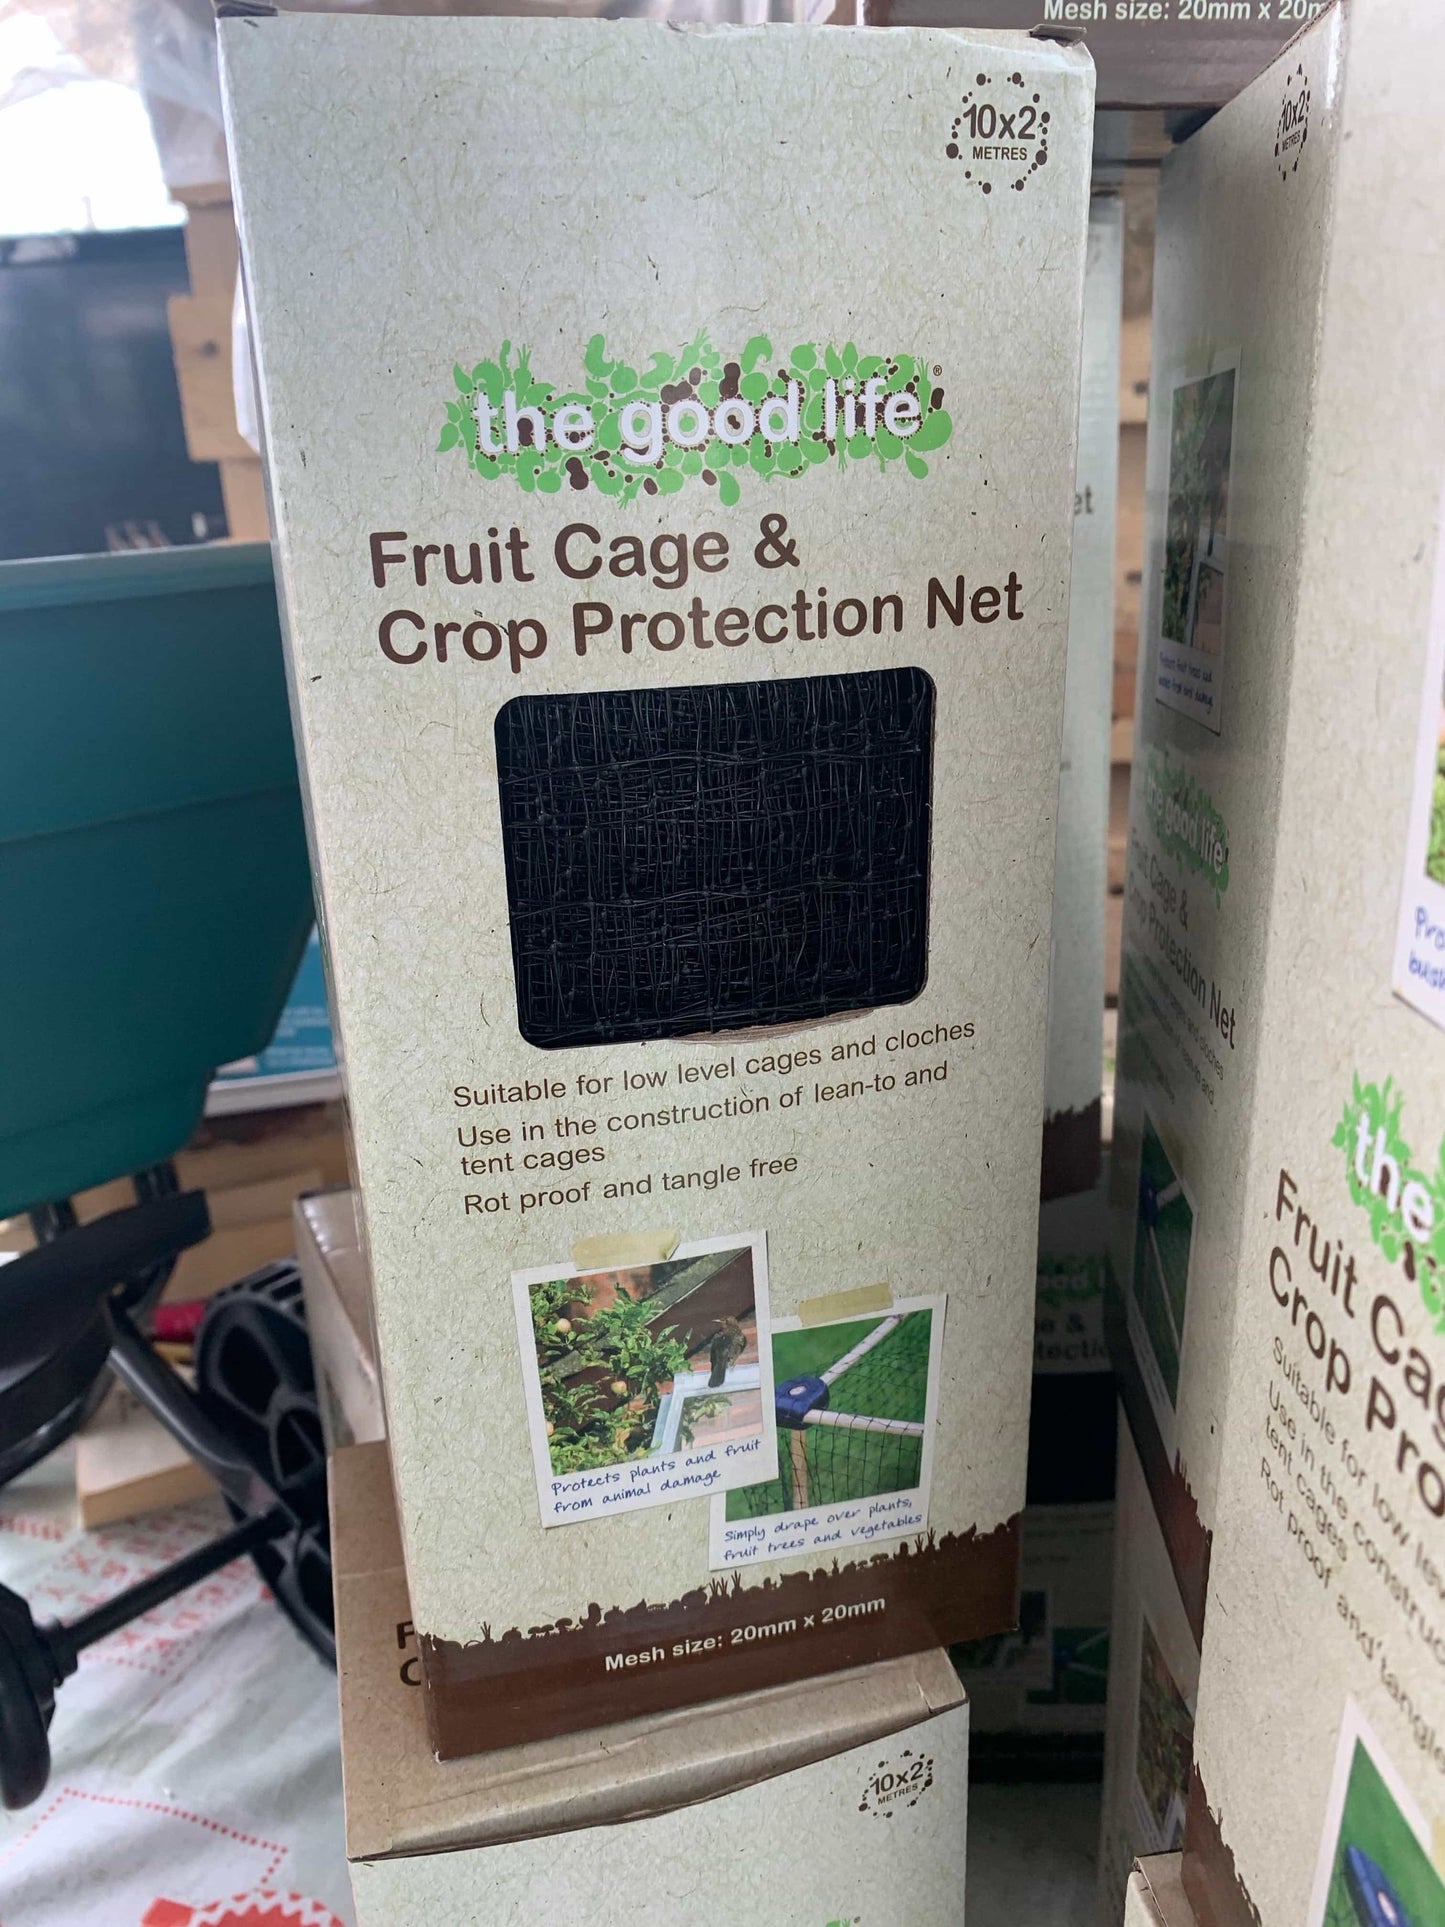 Mesh size: 20mm x 20m
10x2
METRES
the good life®
Fruit Cage &
Crop Protection Net
Suitable for low level cages and cloches
Use in the construction of lean-to and
tent cages
Rot proof and tangle free
Protects plants and fruit
from animal damage
Simply drape over plants,
fruit trees and vegetables
Mesh size: 20mm x 20mm
10x2
METRES
10x2
METRES
the good life
Fruit Cage &
Crop Protection Net
the
Fruit Ca
Crop Pro
Suitable for low leve
Use in the construc
tent cages
Rot proof and tangle